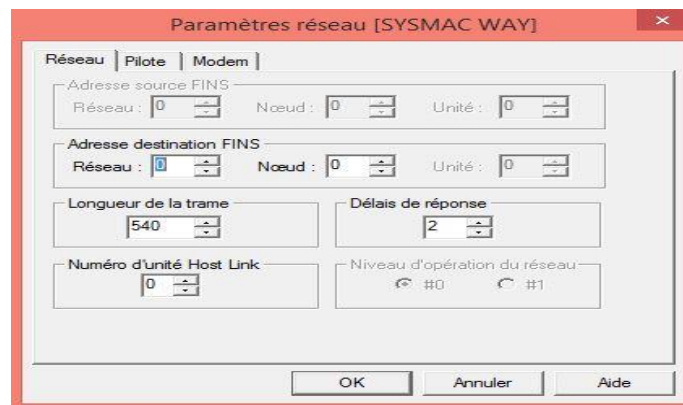 Paramètres réseau [SYSMAC WAY]
Réseau Pilote Modem
Adresse source FINS
Réseau : 0 Nœud : 0 Unité : 0
Adresse destination FINS
Réseau : 0 Nœud : 0 Unité : 0
Longueur de la trame Délais de réponse
540 2
Numéro d'unité Host Link Niveau d'opération du réseau
0 #0 #1
OK Annuler Aide